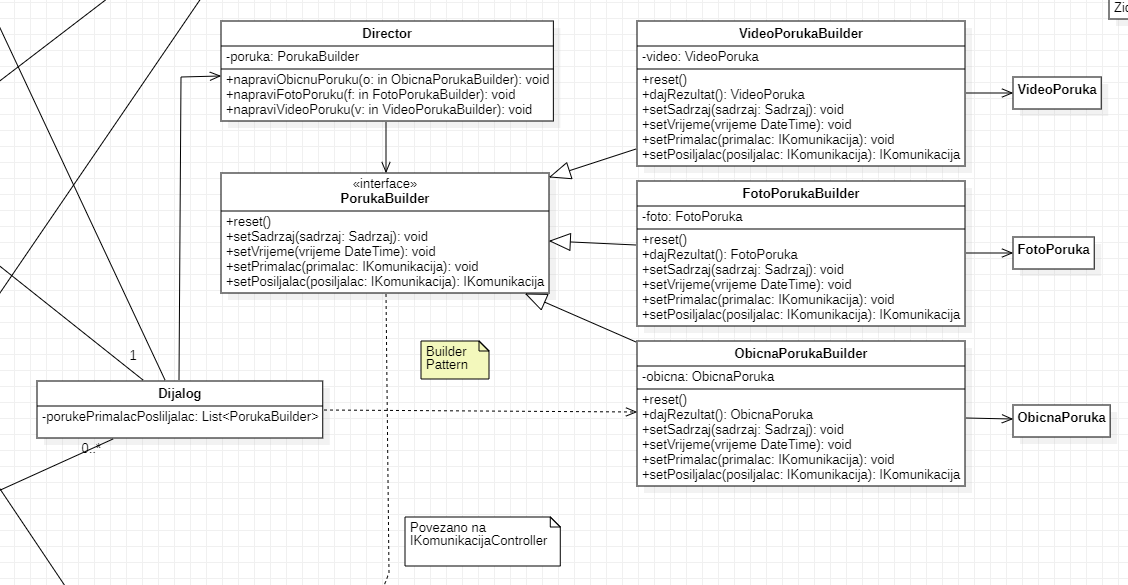 Zid
Director
-poruka: PorukaBuilder
+napraviObicnuPoruku(o: in ObicnaPorukaBuilder): void
+napraviFotoPoruku(f: in FotoPorukaBuilder): void
+napraviVideoPoruku(v: in VideoPorukaBuilder): void
VideoPorukaBuilder
-video: VideoPoruka
+reset()
+dajRezultat(): VideoPoruka
+setSadrzaj(sadrzaj: Sadrzaj): void
+setVrijeme(vrijeme DateTime): void
+setPrimalac(primalac: IKomunikacija): void
+setPosiljalac(posiljalac: IKomunikacija): IKomunikacija
VideoPoruka
«interface»
PorukaBuilder
+reset()
+setSadrzaj(sadrzaj: Sadrzaj): void
+setVrijeme(vrijeme DateTime): void
+setPrimalac(primalac: IKomunikacija): void
+setPosiljalac(posiljalac: IKomunikacija): IKomunikacija
FotoPorukaBuilder
-foto: FotoPoruka
+reset()
+dajRezultat(): FotoPoruka
+setSadrzaj(sadrzaj: Sadrzaj): void
+setVrijeme(vrijeme DateTime): void
+setPrimalac(primalac: IKomunikacija): void
+setPosiljalac(posiljalac: IKomunikacija): IKomunikacija
FotoPoruka
Builder
Pattern
ObicnaPorukaBuilder
-obicna: ObicnaPoruka
+reset()
+dajRezultat(): ObicnaPoruka
+setSadrzaj(sadrzaj: Sadrzaj): void
+setVrijeme(vrijeme DateTime): void
+setPrimalac(primalac: IKomunikacija): void
+setPosiljalac(posiljalac: IKomunikacija): IKomunikacija
ObicnaPoruka
1
Dijalog
-porukePrimalacPosliljalac: List<PorukaBuilder>
0..*
Povezano na
IKomunikacijaController